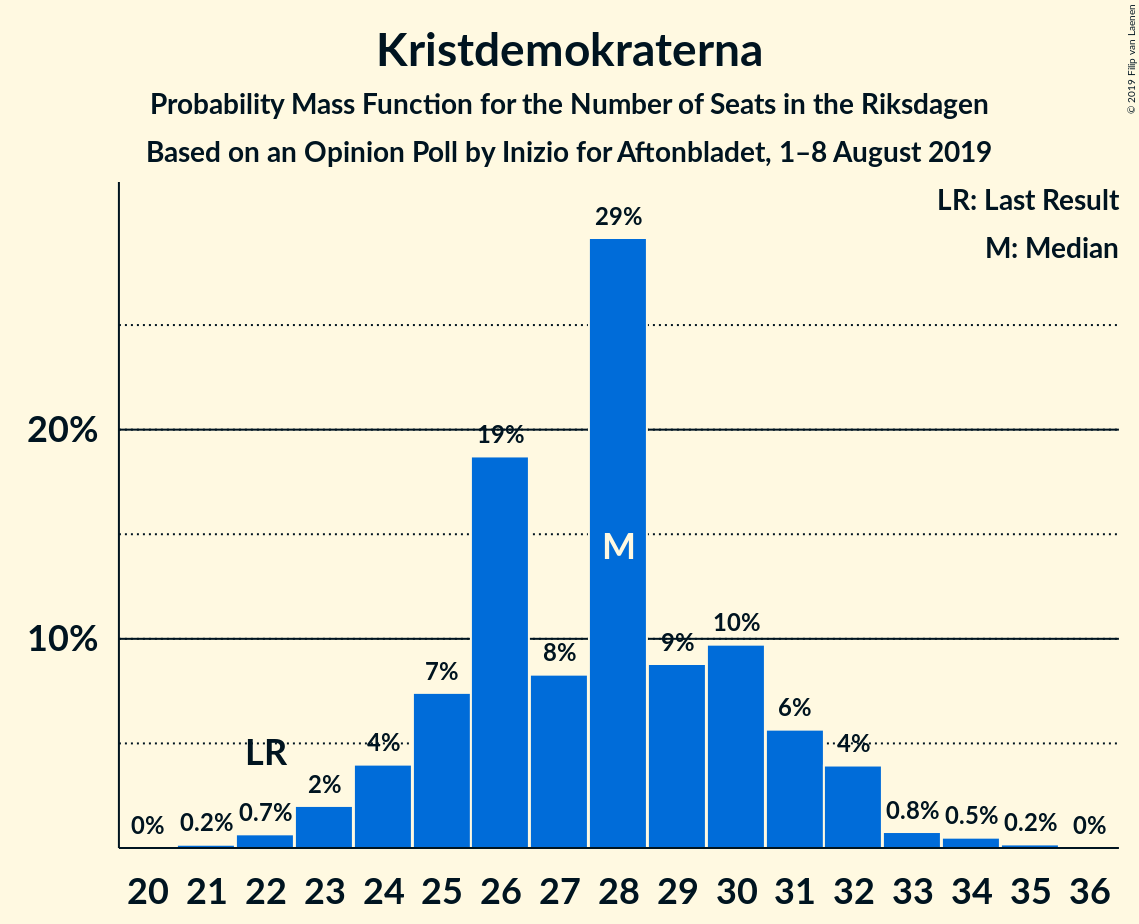 Kristdemokraterna
Probability Mass Function for the Number of Seats in the Riksdagen
Based on an Opinion Poll by Inizio for Aftonbladet, 1–8 August 2019
© 2019 Filip van Laenen
LR: Last Result
M: Median
20%
10%
0%
0.2%
0.7%
2%
4%
7%
19%
8%
29%
9%
10%
6%
4%
0.8%
0.5%
0.2%
0%
LR
M
20 21 22 23 24 25 26 27 28 29 30 31 32 33 34 35 36